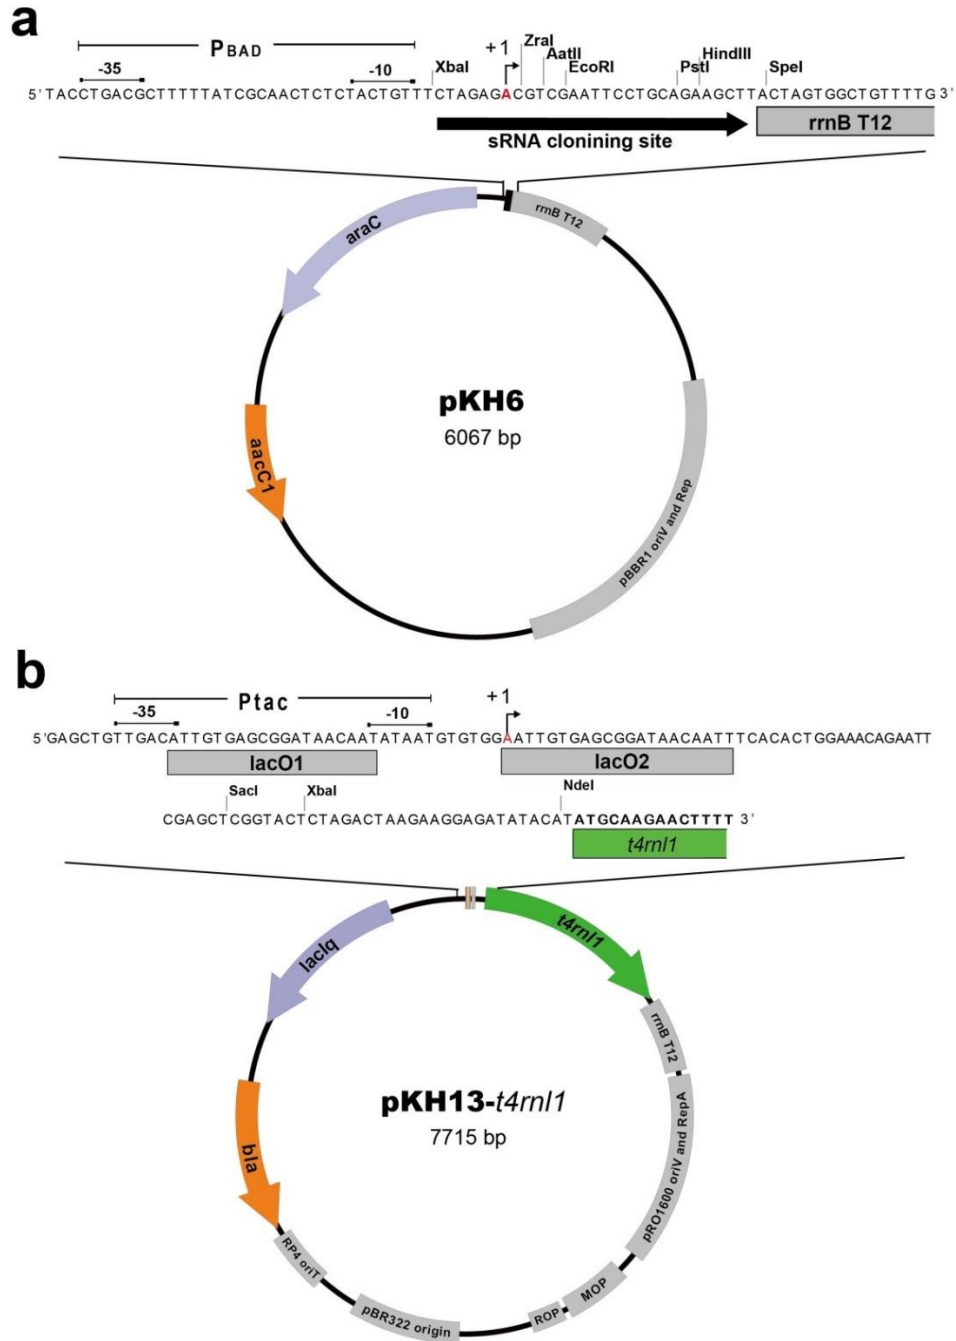 a
PBAD
-35
-10
XbaI
+1
ZraI
AatII
EcoRI
PstI
HindIII
SpeI
5'TACCTGACGCTTTTTATCGCAACTCTCTACTGTTTCTAGAGACGTCGAATTCCTGCAGAAGCTTACTAGTGGCTGTTTTG 3'
sRNA clonining site
rrnB T12
araC
rrnB T12
aacC1
pKH6
6067 bp
pBBR1 oriV and Rep
b
Ptac
-35
-10
+1
5'GAGCTGTTGACATTGTGAGCGGATAACAATATAATGTGTGGAATTGTGAGCGGATAACAATTTCACACTGGAAACAGAATT
lacO1
lacO2
SacI
XbaI
NdeI
CGAGCTCGGTACTCTAGACTAAGAAGGAGATATACATATGCAAGAACTTTT 3'
t4rnl1
lacIq
t4rnl1
bla
rrnB T12
pKH13-t4rnl1
7715 bp
pRO1600 oriV and RepA
RP4 oriT
pBR322 origin
ROP
MOP